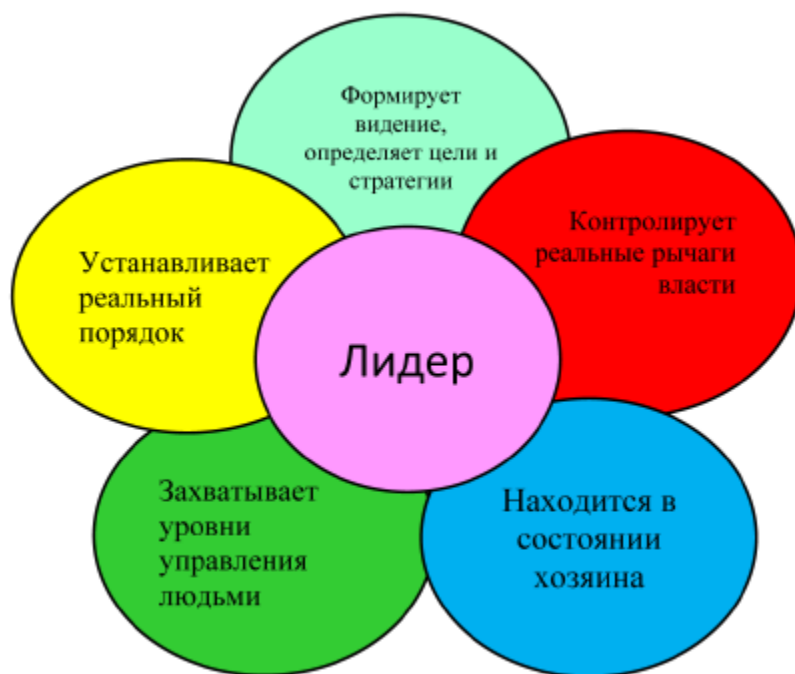 Формирует
видение,
определяет цели и
стратегии
Контролирует
реальные рычаги
власти
Устанавливает
реальный
порядок
Лидер
Захватывает
уровни
управления
людьми
Находится в
состоянии
хозяина